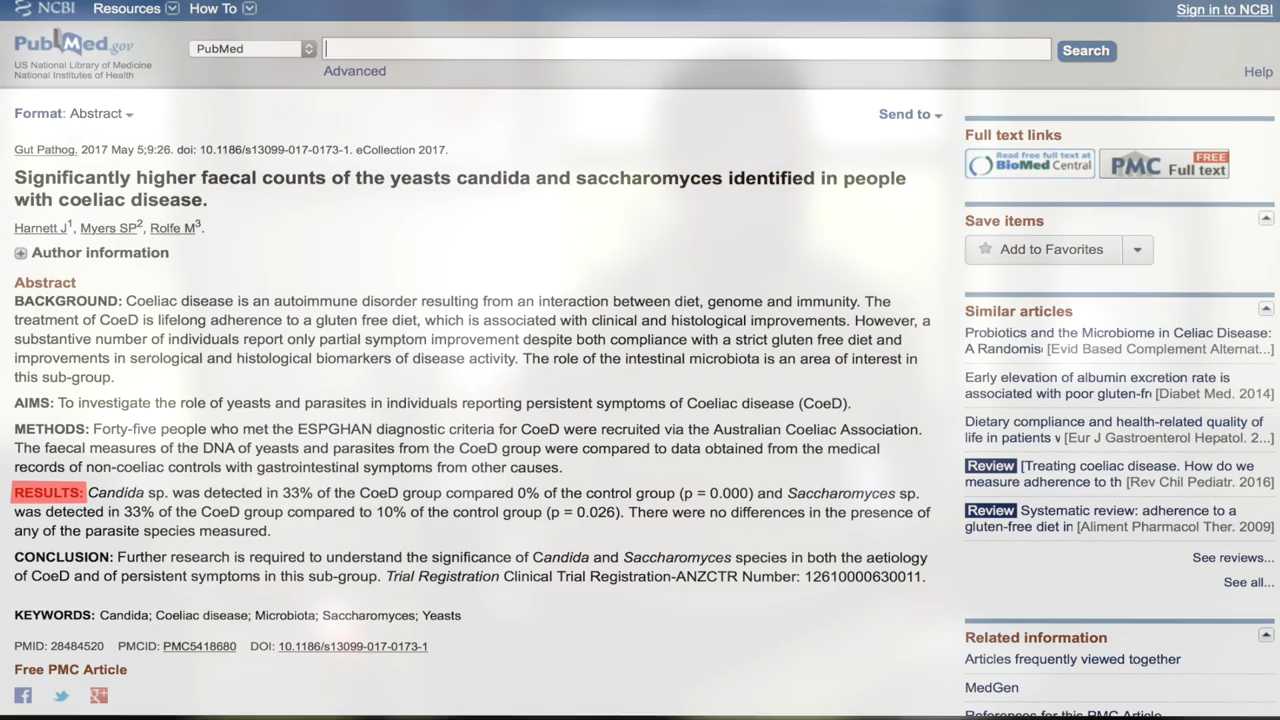 NCBI Resources How To Sign in to NCBI
PubMed.gov
US National Library of Medicine
National Institutes of Health
PubMed
Search
Advanced
Help
Format: Abstract
Send to
Gut Pathog. 2017 May 5;9:26. doi: 10.1186/s13099-017-0173-1. eCollection 2017.
Significantly higher faecal counts of the yeasts candida and saccharomyces identified in people
with coeliac disease.
Harnett J1, Myers SP2, Rolfe M3.
Author information
Abstract
BACKGROUND: Coeliac disease is an autoimmune disorder resulting from an interaction between diet, genome and immunity. The
treatment of CoeD is lifelong adherence to a gluten free diet, which is associated with clinical and histological improvements. However, a
substantive number of individuals report only partial symptom improvement despite both compliance with a strict gluten free diet and
improvements in serological and histological biomarkers of disease activity. The role of the intestinal microbiota is an area of interest in
this sub-group.
AIMS: To investigate the role of yeasts and parasites in individuals reporting persistent symptoms of Coeliac disease (CoeD).
METHODS: Forty-five people who met the ESPGHAN diagnostic criteria for CoeD were recruited via the Australian Coeliac Association.
The faecal measures of the DNA of yeasts and parasites from the CoeD group were compared to data obtained from the medical
records of non-coeliac controls with gastrointestinal symptoms from other causes.
RESULTS: Candida sp. was detected in 33% of the CoeD group compared 0% of the control group (p = 0.000) and Saccharomyces sp.
was detected in 33% of the CoeD group compared to 10% of the control group (p = 0.026). There were no differences in the presence of
any of the parasite species measured.
CONCLUSION: Further research is required to understand the significance of Candida and Saccharomyces species in both the aetiology
of CoeD and of persistent symptoms in this sub-group. Trial Registration Clinical Trial Registration-ANZCTR Number: 12610000630011.
KEYWORDS: Candida; Coeliac disease; Microbiota; Saccharomyces; Yeasts
PMID: 28484520 PMCID: PMC5418680 DOI: 10.1186/s13099-017-0173-1
Free PMC Article
Full text links
Read free full text at
BioMed Central
PMC FREE
Full text
Save items
Add to Favorites
Similar articles
Probiotics and the Microbiome in Celiac Disease:
A Randomis [Evid Based Complement Alternat...]
Early elevation of albumin excretion rate is
associated with poor gluten-fr [Diabet Med. 2014]
Dietary compliance and health-related quality of
life in patients v [Eur J Gastroenterol Hepatol. 2...]
Review [Treating coeliac disease. How do we
measure adherence to th [Rev Chil Pediatr. 2016]
Review Systematic review: adherence to a
gluten-free diet in [Aliment Pharmacol Ther. 2009]
See reviews...
See all...
Related information
Articles frequently viewed together
MedGen
References for this PMC Article